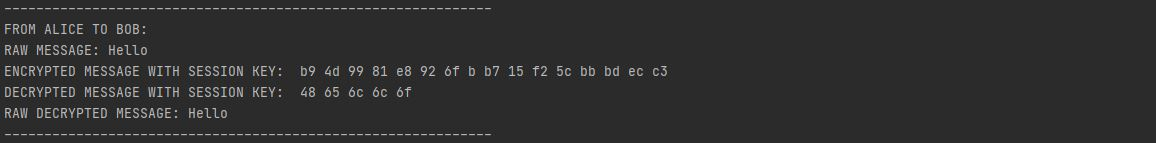 -------------------------------------------------------------
FROM ALICE TO BOB:
RAW MESSAGE: Hello
ENCRYPTED MESSAGE WITH SESSION KEY:  b9 4d 99 81 e8 92 6f b b7 15 f2 5c bb bd ec c3
DECRYPTED MESSAGE WITH SESSION KEY:  48 65 6c 6c 6f
RAW DECRYPTED MESSAGE: Hello
-------------------------------------------------------------